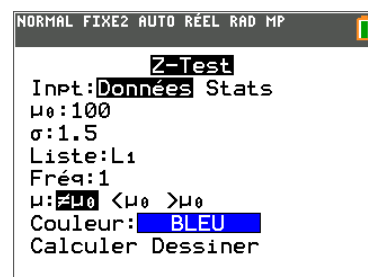 NORMAL FIXE2 AUTO RÉEL RAD MP
Z-Test
Inpt:Données Stats
μ₀:100
σ:1.5
Liste:L₁
Fréq:1
μ:≠μ₀ <μ₀ >μ₀
Couleur: BLEU
Calculer Dessiner